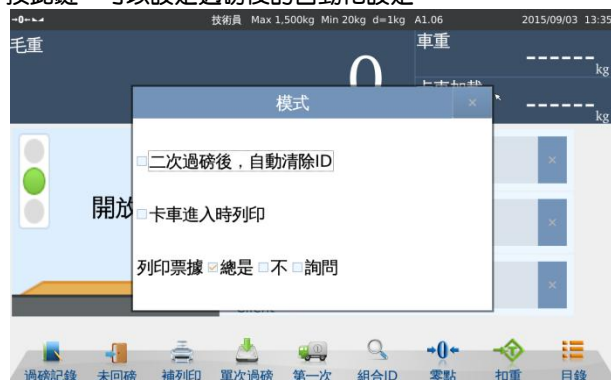 技術員 Max 1,500kg Min 20kg d=1kg A1.06 2015/09/03 13:35
毛重
0
車重
------ kg
------ kg
模式
×
二次過磅後，自動清除ID
開放
卡車進入時列印
列印票據 總是 不 詢問
×
×
×
過磅記錄 未回磅 補列印 單次過磅 第一次 組合ID 零點 扣重 目錄